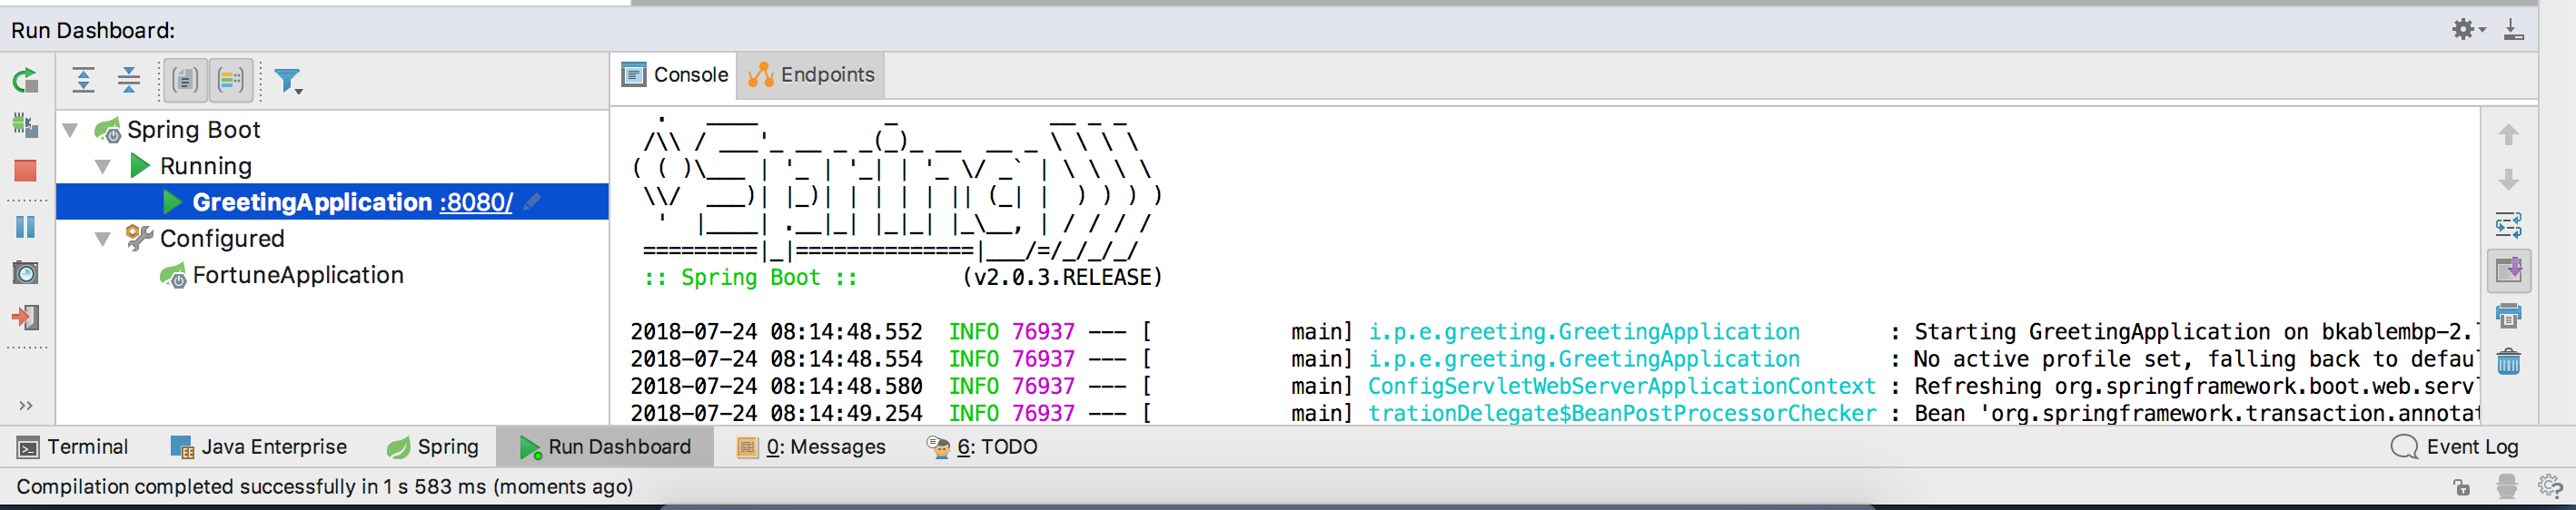 Run Dashboard:
Console
Endpoints
Spring Boot
Running
GreetingApplication :8080/
Configured
FortuneApplication
  .   ____          _            __ _ _
 /\\ / ___'_ __ _ _(_)_ __  __ _ \ \ \ \
( ( )\___ | '_ | '_| | '_ \/ _` | \ \ \ \
 \\/  ___)| |_)| | | | | || (_| |  ) ) ) )
  '  |____| .__|_| |_|_| |_\__, | / / / /
 =========|_|==============|___/=/_/_/_/
 :: Spring Boot ::        (v2.0.3.RELEASE)
2018-07-24 08:14:48.552  INFO 76937 --- [           main] i.p.e.greeting.GreetingApplication       : Starting GreetingApplication on bkablembp-2.
2018-07-24 08:14:48.554  INFO 76937 --- [           main] i.p.e.greeting.GreetingApplication       : No active profile set, falling back to defau
2018-07-24 08:14:48.580  INFO 76937 --- [           main] ConfigServletWebServerApplicationContext : Refreshing org.springframework.boot.web.serv
2018-07-24 08:14:49.254  INFO 76937 --- [           main] trationDelegate$BeanPostProcessorChecker : Bean 'org.springframework.transaction.annotat
Terminal
Java Enterprise
Spring
Run Dashboard
0: Messages
6: TODO
Event Log
Compilation completed successfully in 1 s 583 ms (moments ago)